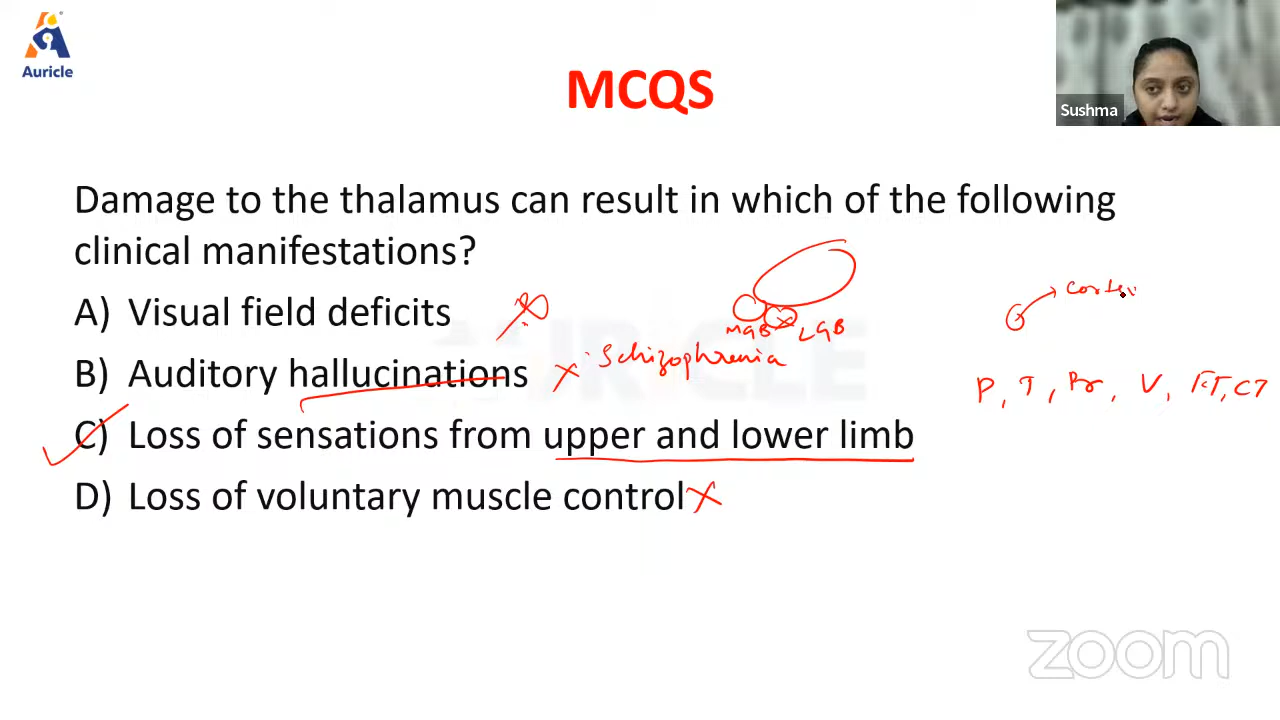 Auricle
MCQS
Sushma
Damage to the thalamus can result in which of the following
clinical manifestations?
A) Visual field deficits
MGB LGB
B) Auditory hallucinations
X : Schizophrenia
P, T, Pr, V, FT, CT
C) Loss of sensations from upper and lower limb
D) Loss of voluntary muscle control X
zoom